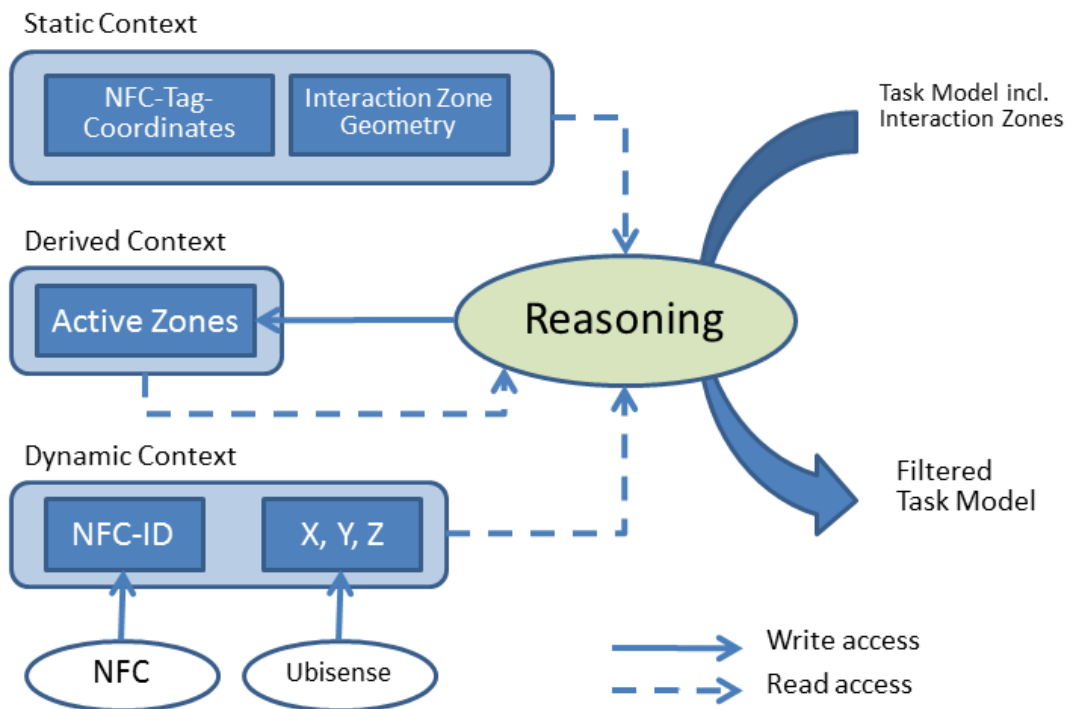 Static Context
NFC-Tag-
Coordinates
Interaction Zone
Geometry
Task Model incl.
Interaction Zones
Derived Context
Active Zones
Reasoning
Dynamic Context
NFC-ID
X, Y, Z
Filtered
Task Model
NFC
Ubisense
Write access
Read access